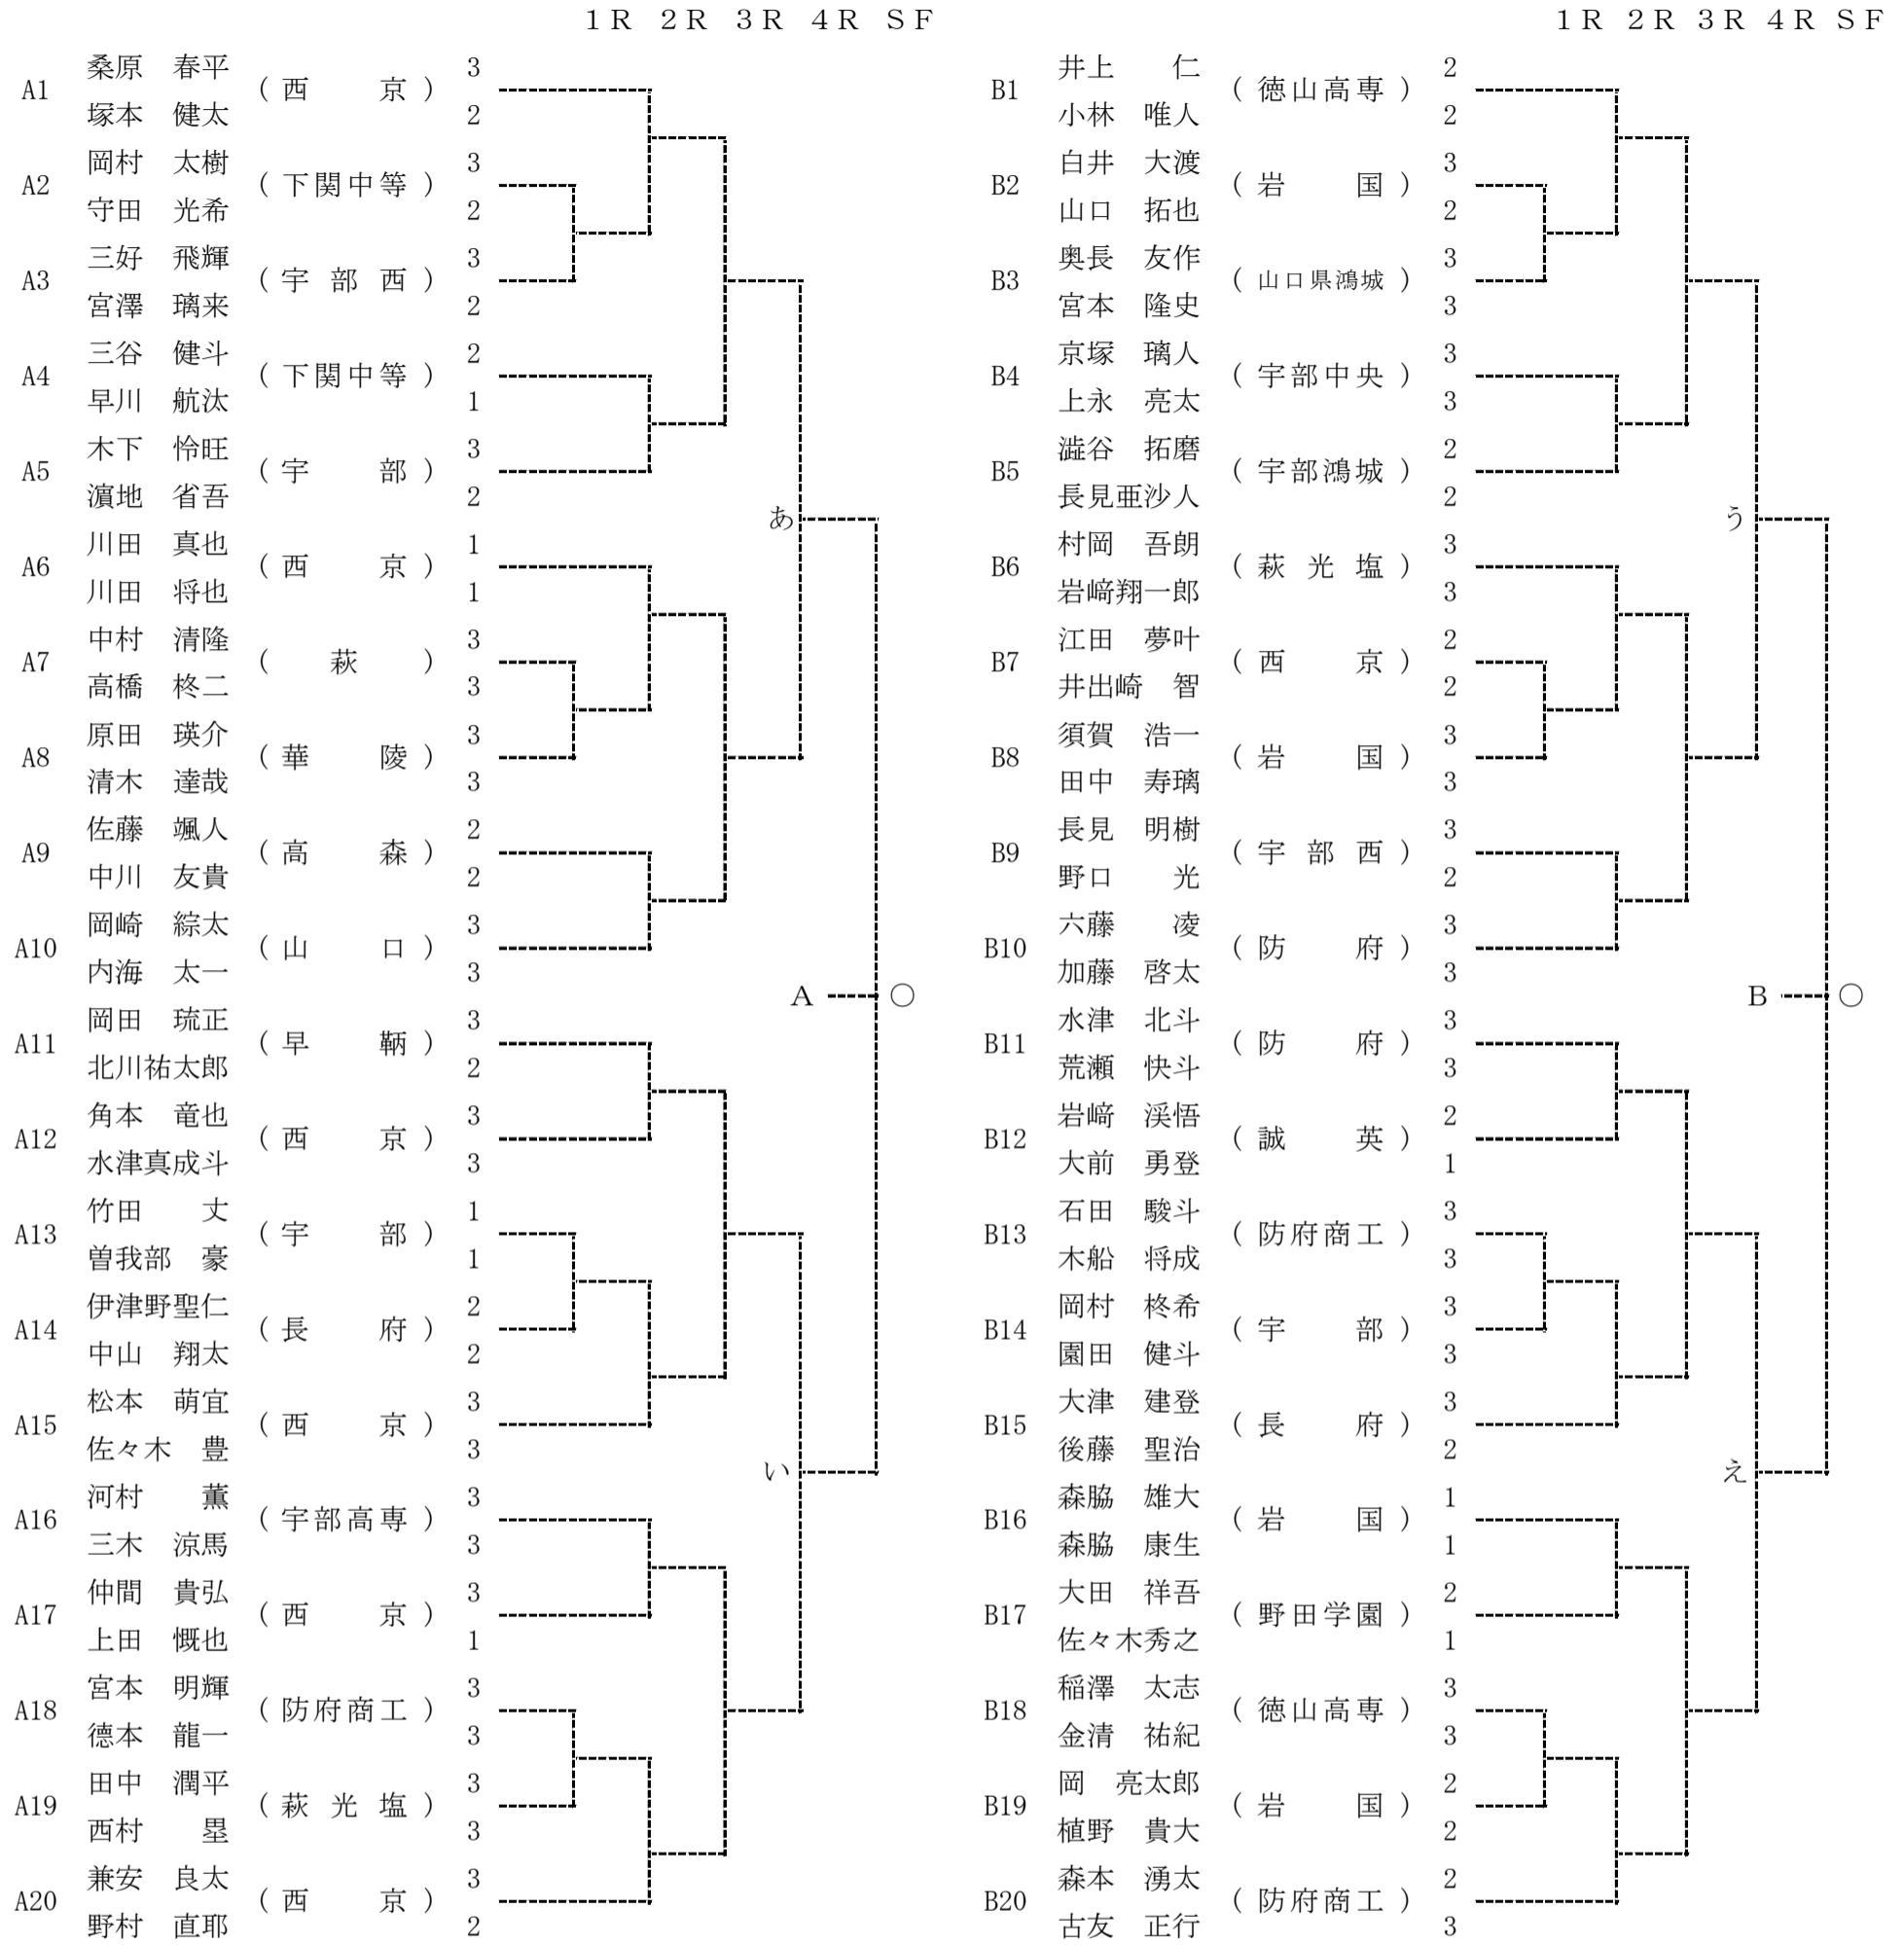 １Ｒ ２Ｒ ３Ｒ ４Ｒ ＳＦ
桑原　春平 3
A1 （西京）
塚本　健太 2
岡村　太樹 3
A2 （下関中等）
守田　光希 2
三好　飛輝 3
A3 （宇部西）
宮澤　璃来 2
三谷　健斗 2
A4 （下関中等）
早川　航汰 1
木下　怜旺 3
A5 （宇部）
濵地　省吾 2
あ
川田　真也 1
A6 （西京）
川田　将也 1
中村　清隆 3
A7 （萩）
高橋　柊二 3
原田　瑛介 3
A8 （華陵）
清木　達哉 3
佐藤　颯人 2
A9 （高森）
中川　友貴 2
岡崎　綜太 3
A10 （山口）
内海　太一 3
Ａ ○
岡田　琉正 3
A11 （早鞆）
北川祐太郎 2
角本　竜也 3
A12 （西京）
水津真成斗 3
竹田　　丈 1
A13 （宇部）
曽我部　豪 1
伊津野聖仁 2
A14 （長府）
中山　翔太 2
松本　萌宜 3
A15 （西京）
佐々木　豊 3
い
河村　　薫 3
A16 （宇部高専）
三木　涼馬 3
仲間　貴弘 3
A17 （西京）
上田　慨也 1
宮本　明輝 3
A18 （防府商工）
德本　龍一 3
田中　潤平 3
A19 （萩光塩）
西村　　塁 3
兼安　良太 3
A20 （西京）
野村　直耶 2
１Ｒ ２Ｒ ３Ｒ ４Ｒ ＳＦ
井上　　仁 2
B1 （徳山高専）
小林　唯人 2
白井　大渡 3
B2 （岩国）
山口　拓也 2
奥長　友作 3
B3 （山口県鴻城）
宮本　隆史 3
京塚　璃人 3
B4 （宇部中央）
上永　亮太 3
澁谷　拓磨 2
B5 （宇部鴻城）
長見亜沙人 2
う
村岡　吾朗 3
B6 （萩光塩）
岩﨑翔一郎 3
江田　夢叶 2
B7 （西京）
井出崎　智 2
須賀　浩一 3
B8 （岩国）
田中　寿璃 3
長見　明樹 3
B9 （宇部西）
野口　　光 2
六藤　　凌 3
B10 （防府）
加藤　啓太 3
Ｂ ○
水津　北斗 3
B11 （防府）
荒瀬　快斗 3
岩﨑　渓悟 2
B12 （誠英）
大前　勇登 1
石田　駿斗 3
B13 （防府商工）
木船　将成 3
岡村　柊希 3
B14 （宇部）
園田　健斗 3
大津　建登 3
B15 （長府）
後藤　聖治 2
え
森脇　雄大 1
B16 （岩国）
森脇　康生 1
大田　祥吾 2
B17 （野田学園）
佐々木秀之 1
稲澤　太志 3
B18 （徳山高専）
金清　祐紀 3
岡　亮太郎 2
B19 （岩国）
植野　貴大 2
森本　湧太 2
B20 （防府商工）
古友　正行 3